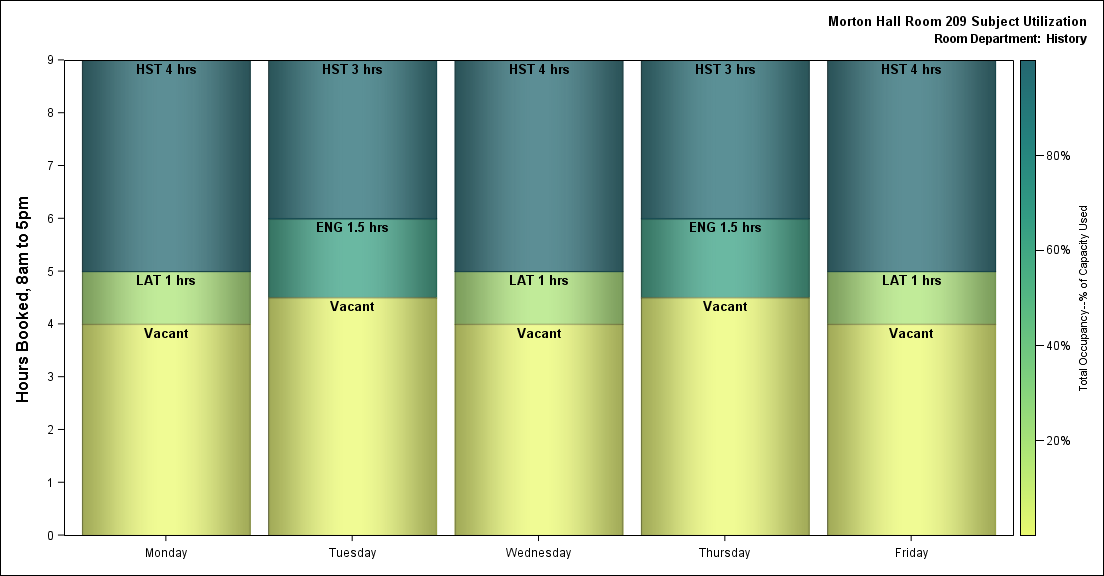 Morton Hall Room 209 Subject Utilization
Room Department: History
Hours Booked, 8am to 5pm
9
8
7
6
5
4
3
2
1
0
HST 4 hrs
LAT 1 hrs
Vacant
HST 3 hrs
ENG 1.5 hrs
Vacant
HST 4 hrs
LAT 1 hrs
Vacant
HST 3 hrs
ENG 1.5 hrs
Vacant
HST 4 hrs
LAT 1 hrs
Vacant
Monday
Tuesday
Wednesday
Thursday
Friday
80%
60%
40%
20%
Total Occupancy--% of Capacity Used